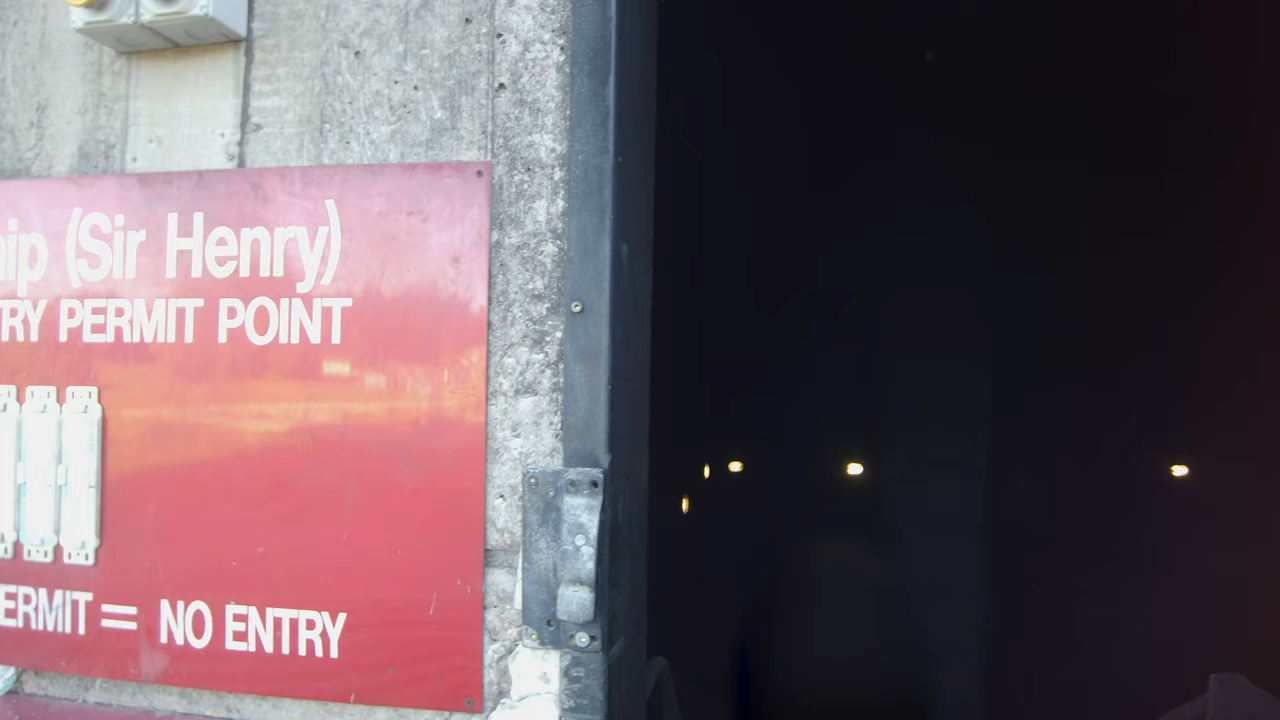 hip (Sir Henry)
TRY PERMIT POINT
ERMIT = NO ENTRY